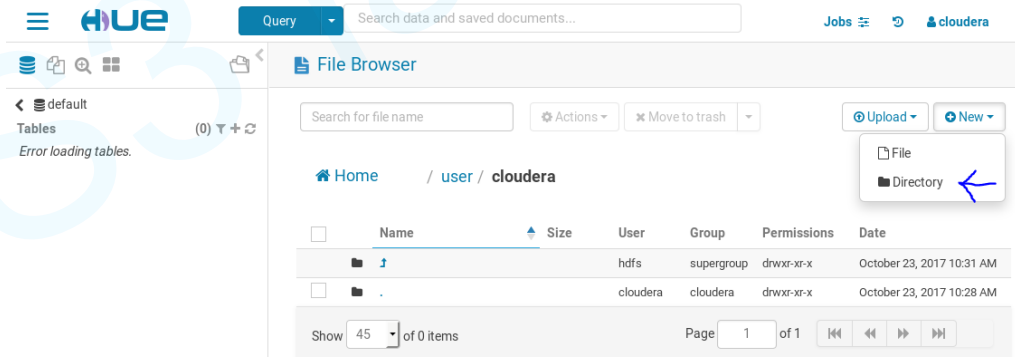 HUE
Query
Search data and saved documents...
Jobs
cloudera
File Browser
default
Tables (0)
Error loading tables.
Search for file name
Actions
Move to trash
Upload
New
File
Directory
Home / user / cloudera
Name Size User Group Permissions Date
hdfs supergroup drwxr-xr-x October 23, 2017 10:31 AM
. cloudera cloudera drwxr-xr-x October 23, 2017 10:28 AM
Show 45 of 0 items Page 1 of 1